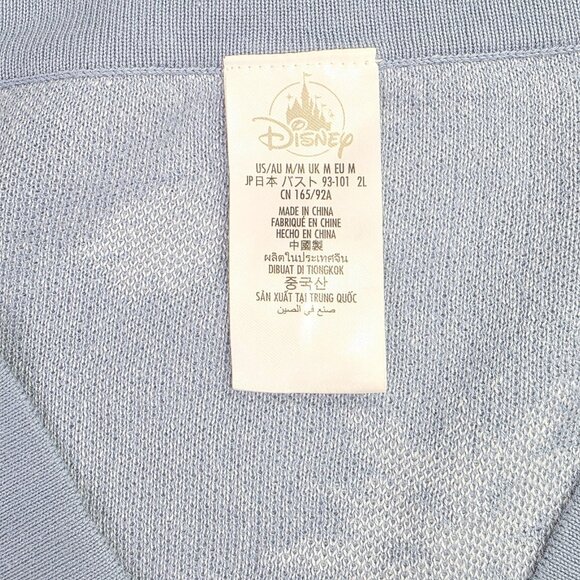 Disney
US/AU M/M UK M EU M
JP日本 バスト 93-101 2L
CN 165/92A
MADE IN CHINA
FABRIQUÉ EN CHINE
HECHO EN CHINA
中國製
ผลิตในประเทศจีน
DIBUAT DI TIONGKOK
중국산
SẢN XUẤT TẠI TRUNG QUỐC
صنع في الصين